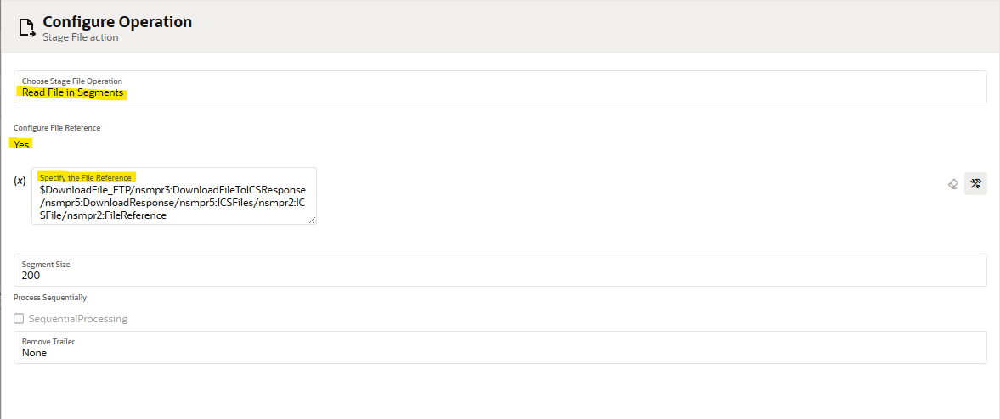 Configure Operation
Stage File action
Choose Stage File Operation
Read File in Segments
Configure File Reference
Yes
(x)
Specify the File Reference
$DownloadFile_FTP/nsmpr3:DownloadFileToICSResponse
/nsmpr5:DownloadResponse/nsmpr5:ICSFiles/nsmpr2:IC
SFile/nsmpr2:FileReference
Segment Size
200
Process Sequentially
SequentialProcessing
Remove Trailer
None